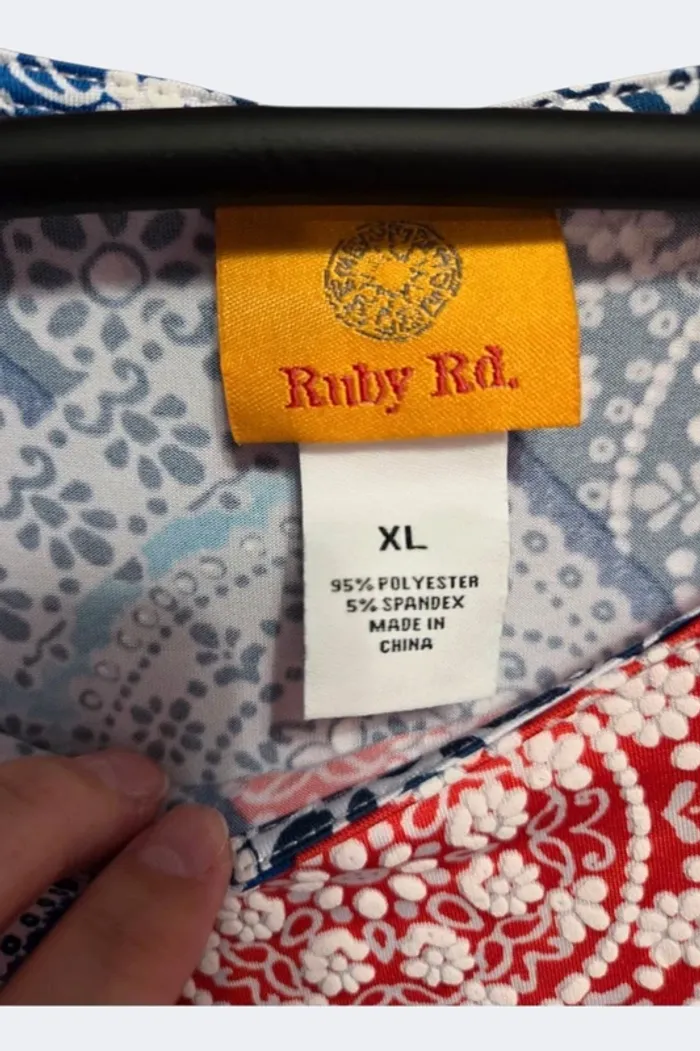 Ruby Rd.
XL
95% POLYESTER
5% SPANDEX
MADE IN
CHINA